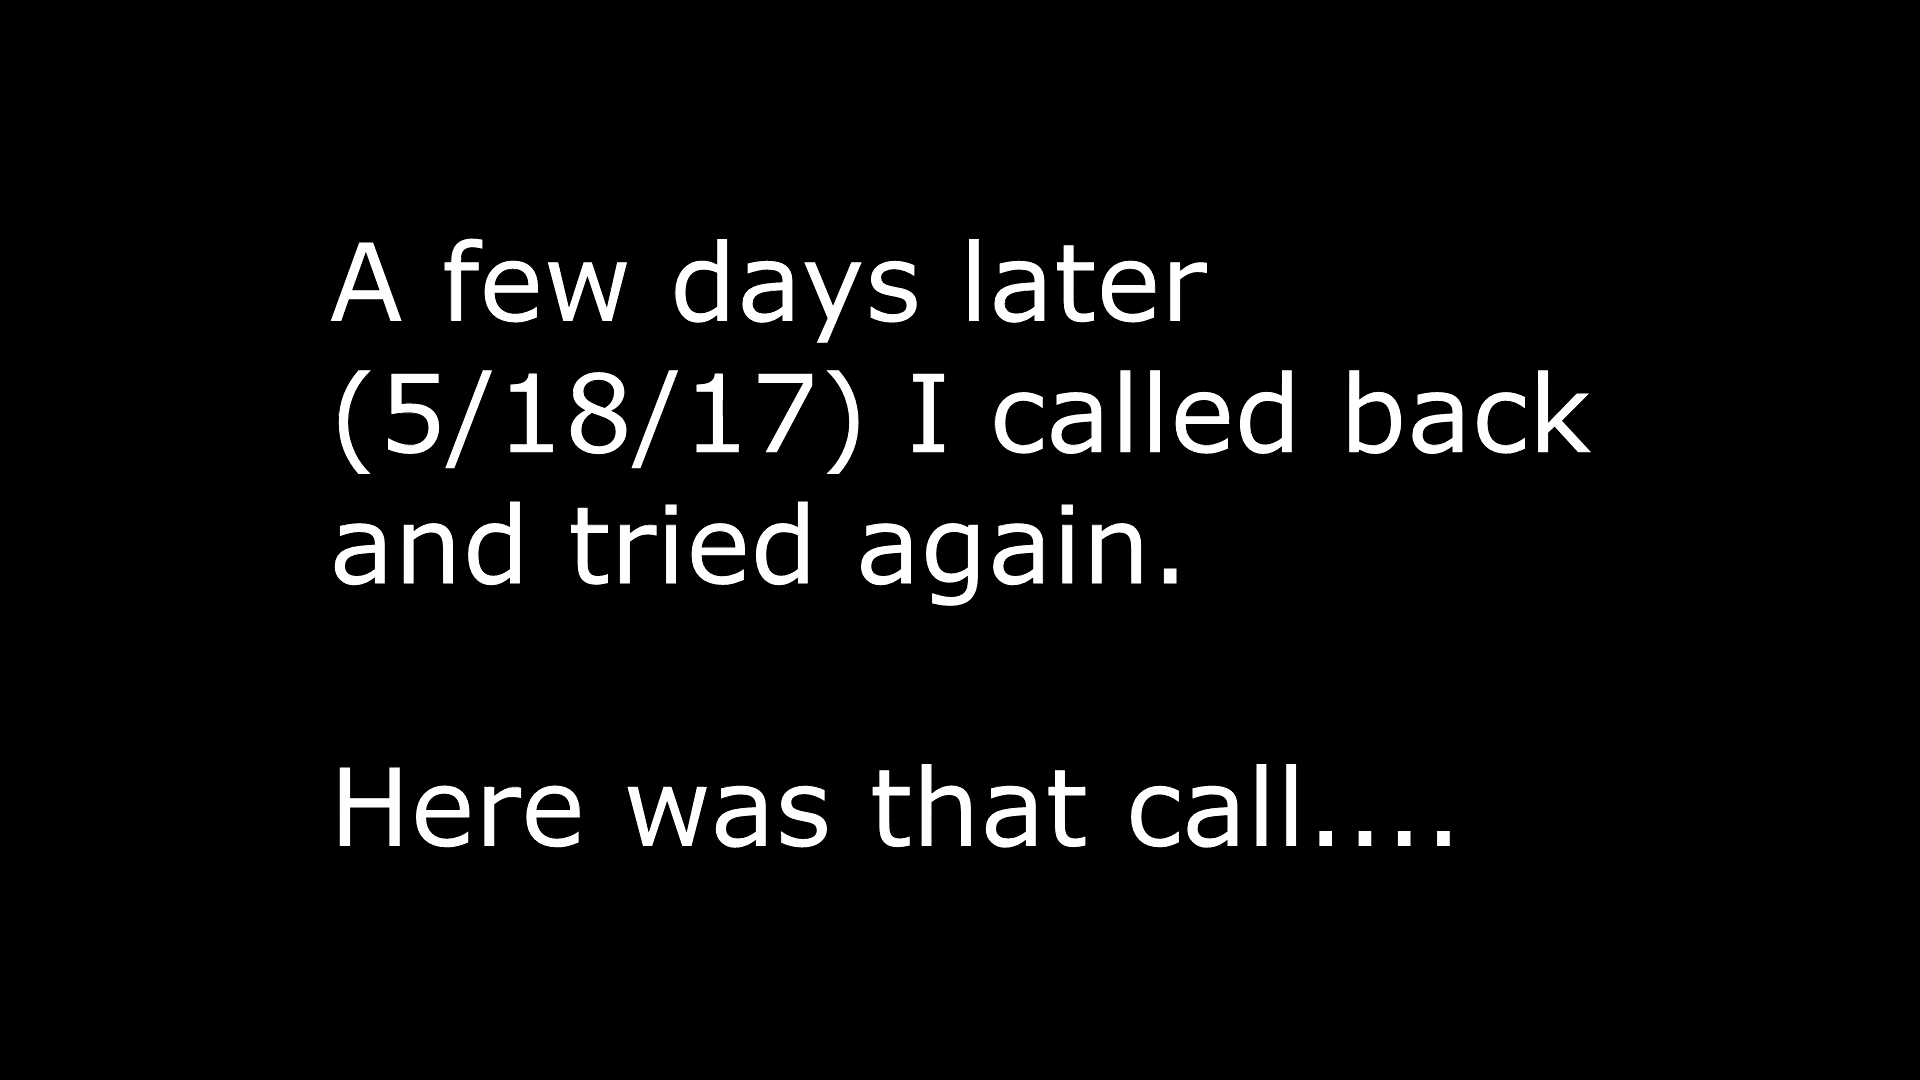 A few days later
(5/18/17) I called back
and tried again.
Here was that call....